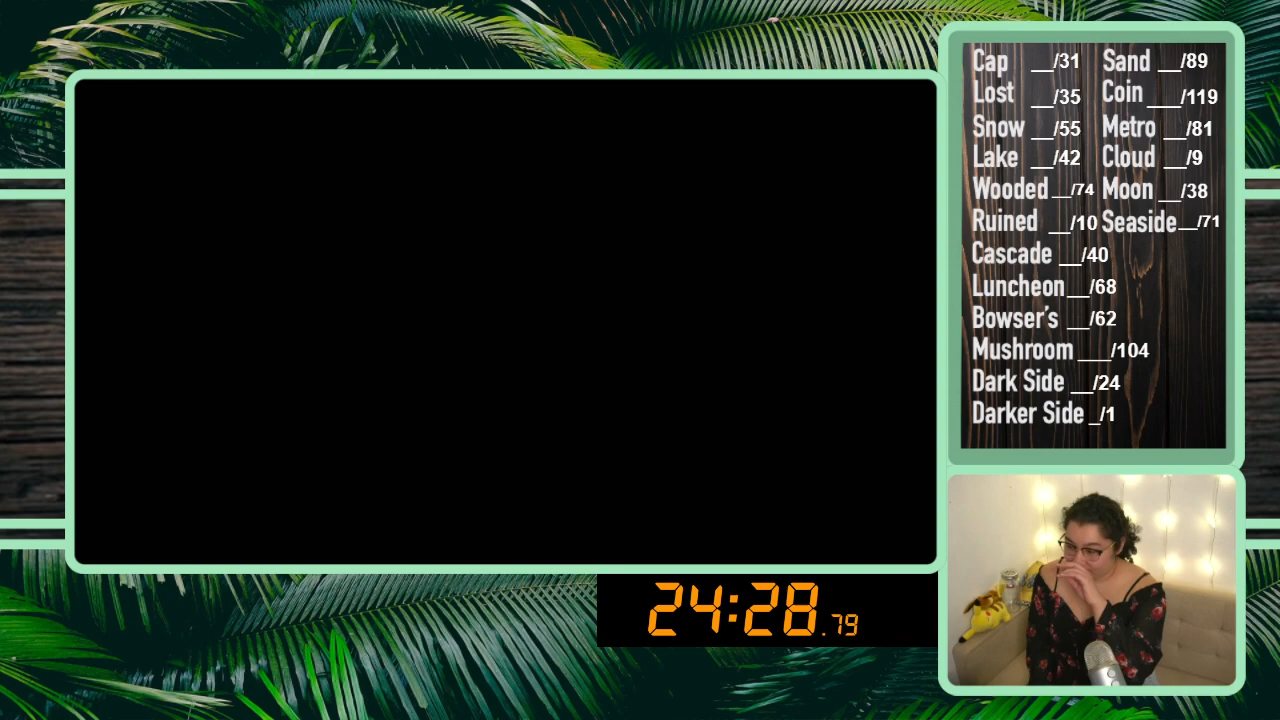 Cap __/31 Sand __/89
Lost __/35 Coin ___/119
Snow __/55 Metro __/81
Lake __/42 Cloud __/9
Wooded __/74 Moon __/38
Ruined __/10 Seaside __/71
Cascade __/40
Luncheon __/68
Bowser's __/62
Mushroom ___/104
Dark Side __/24
Darker Side _/1
24:28.79